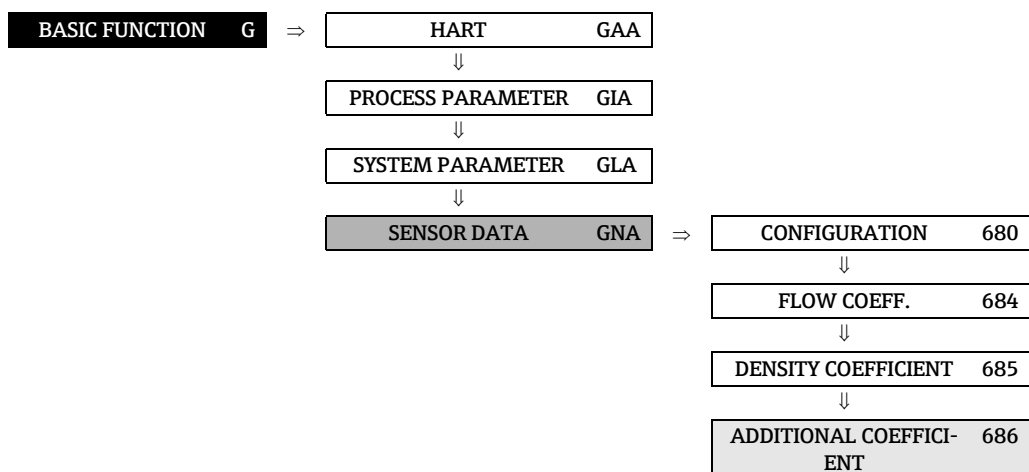 BASIC FUNCTION G ⇒ HART GAA
⇓
PROCESS PARAMETER GIA
⇓
SYSTEM PARAMETER GLA
⇓
SENSOR DATA GNA ⇒ CONFIGURATION 680
⇓
FLOW COEFF. 684
⇓
DENSITY COEFFICIENT 685
⇓
ADDITIONAL COEFFICI- 686
ENT